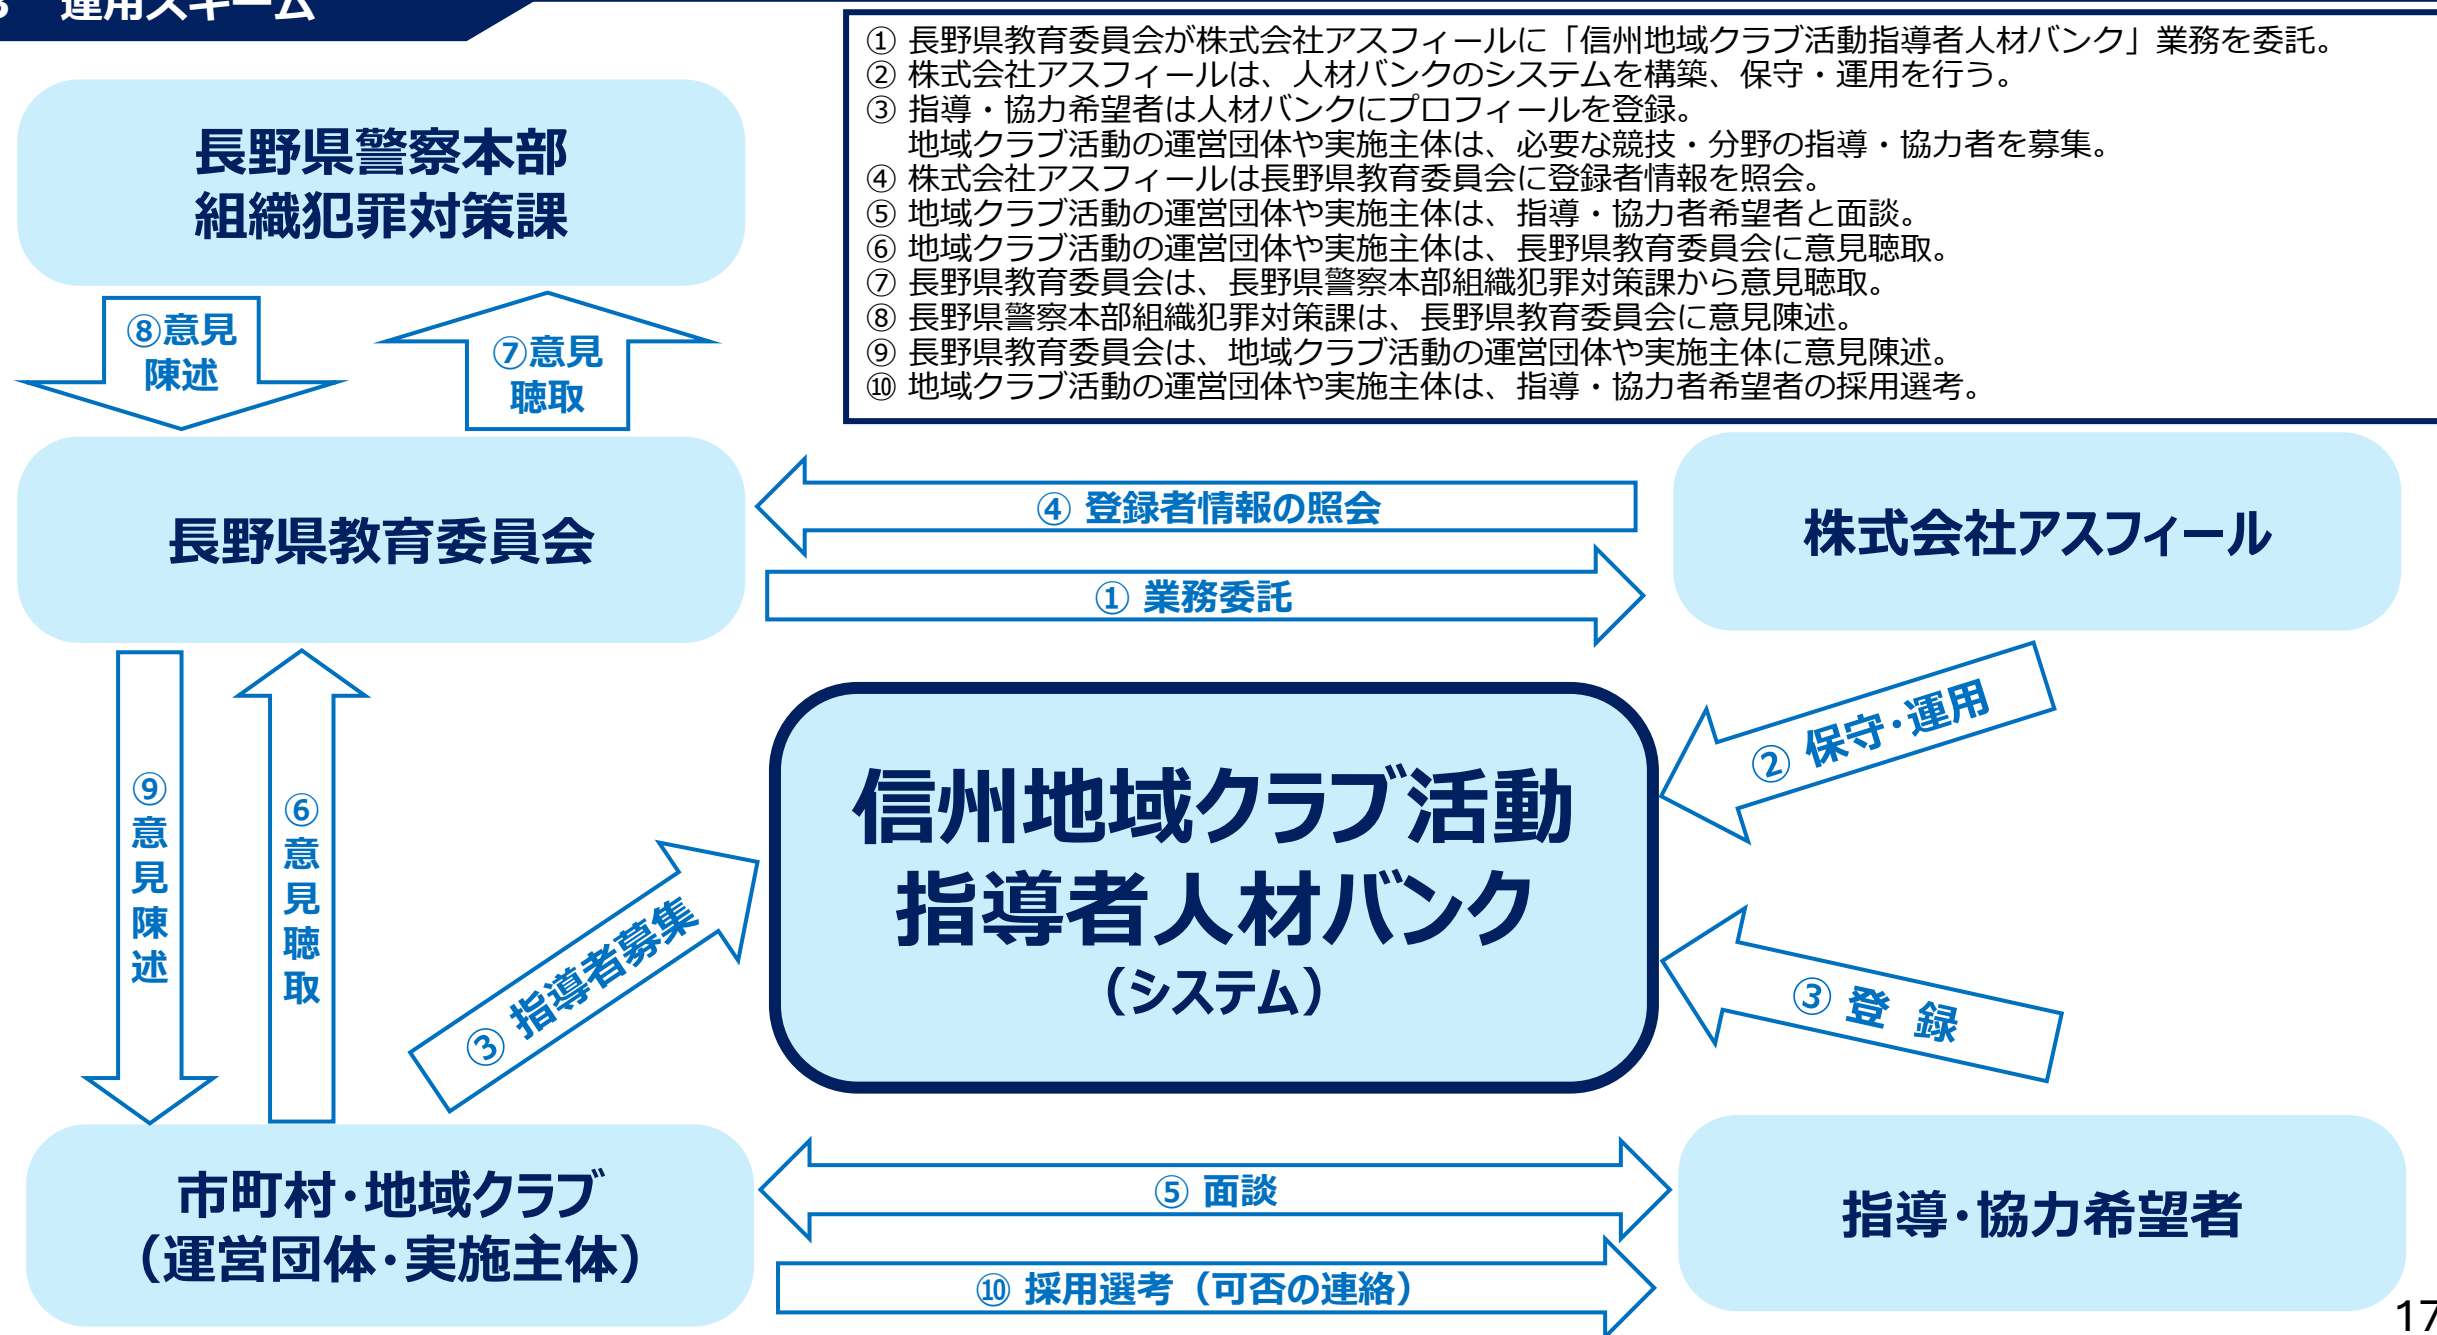 3　運用スキーム
① 長野県教育委員会が株式会社アスフィールに「信州地域クラブ活動指導者人材バンク」業務を委託。
② 株式会社アスフィールは、人材バンクのシステムを構築、保守・運用を行う。
③ 指導・協力希望者は人材バンクにプロフィールを登録。
地域クラブ活動の運営団体や実施主体は、必要な競技・分野の指導・協力者を募集。
④ 株式会社アスフィールは長野県教育委員会に登録者情報を照会。
⑤ 地域クラブ活動の運営団体や実施主体は、指導・協力者希望者と面談。
⑥ 地域クラブ活動の運営団体や実施主体は、長野県教育委員会に意見聴取。
⑦ 長野県教育委員会は、長野県警察本部組織犯罪対策課から意見聴取。
⑧ 長野県警察本部組織犯罪対策課は、長野県教育委員会に意見陳述。
⑨ 長野県教育委員会は、地域クラブ活動の運営団体や実施主体に意見陳述。
⑩ 地域クラブ活動の運営団体や実施主体は、指導・協力者希望者の採用選考。
長野県警察本部
組織犯罪対策課
⑧意見
陳述
⑦意見
聴取
長野県教育委員会
④ 登録者情報の照会
① 業務委託
株式会社アスフィール
⑨意見陳述
⑥意見聴取
③ 指導者募集
信州地域クラブ活動
指導者人材バンク
（システム）
② 保守・運用
③ 登　録
市町村・地域クラブ
（運営団体・実施主体）
⑤ 面談
⑩ 採用選考（可否の連絡）
指導・協力希望者
17